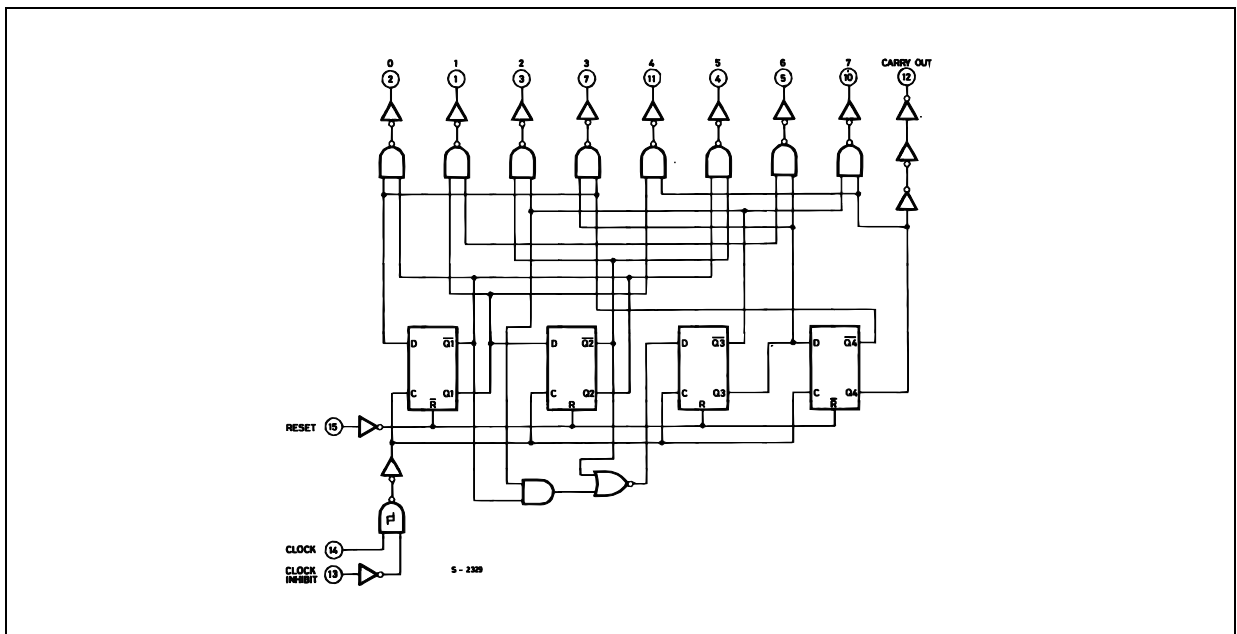 0 1 2 3 4 5 6 7 CARRY OUT
2 1 3 7 11 4 5 10 12
D Q1 D Q2 D Q3 D Q4
C Q1 C Q2 C Q3 C Q4
R R R R
RESET 15
CLOCK 14
CLOCK INHIBIT 13
S - 2329